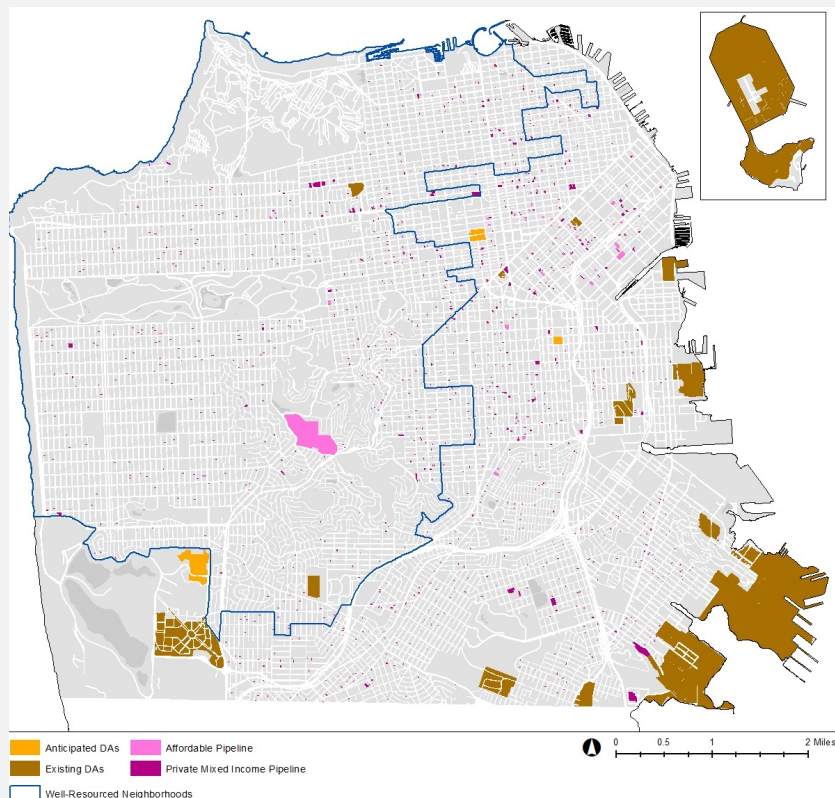 Anticipated DAs
Affordable Pipeline
Existing DAs
Private Mixed Income Pipeline
Well-Resourced Neighborhoods
0 0.5 1 2 Miles